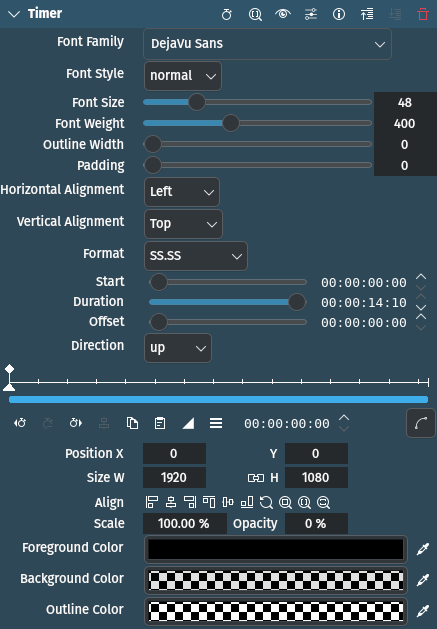 Timer
Font Family DejaVu Sans
Font Style normal
Font Size 48
Font Weight 400
Outline Width 0
Padding 0
Horizontal Alignment Left
Vertical Alignment Top
Format SS.SS
Start 00:00:00:00
Duration 00:00:14:10
Offset 00:00:00:00
Direction up
00:00:00:00
Position X 0 Y 0
Size W 1920 H 1080
Align
Scale 100.00 % Opacity 0 %
Foreground Color
Background Color
Outline Color